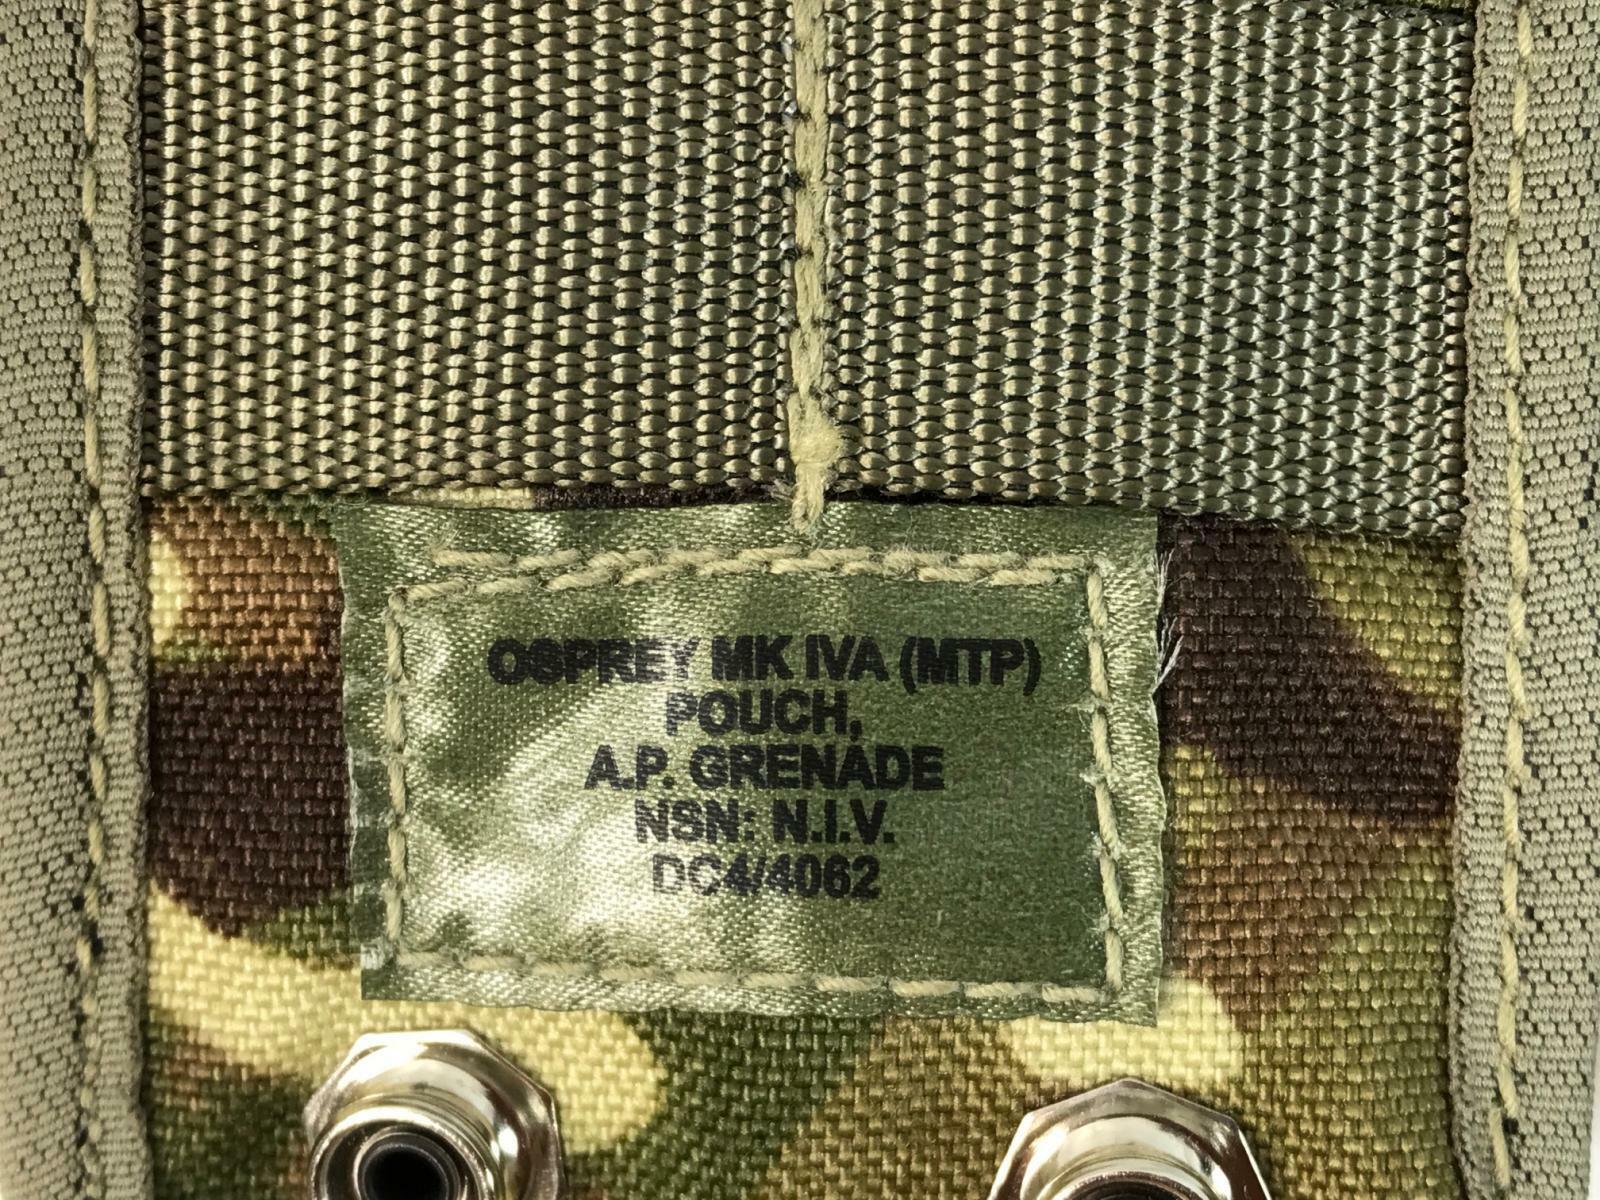 OSPREY MK IVA (MTP)
POUCH,
A.P. GRENADE
NSN: N.I.V.
DC4/4062